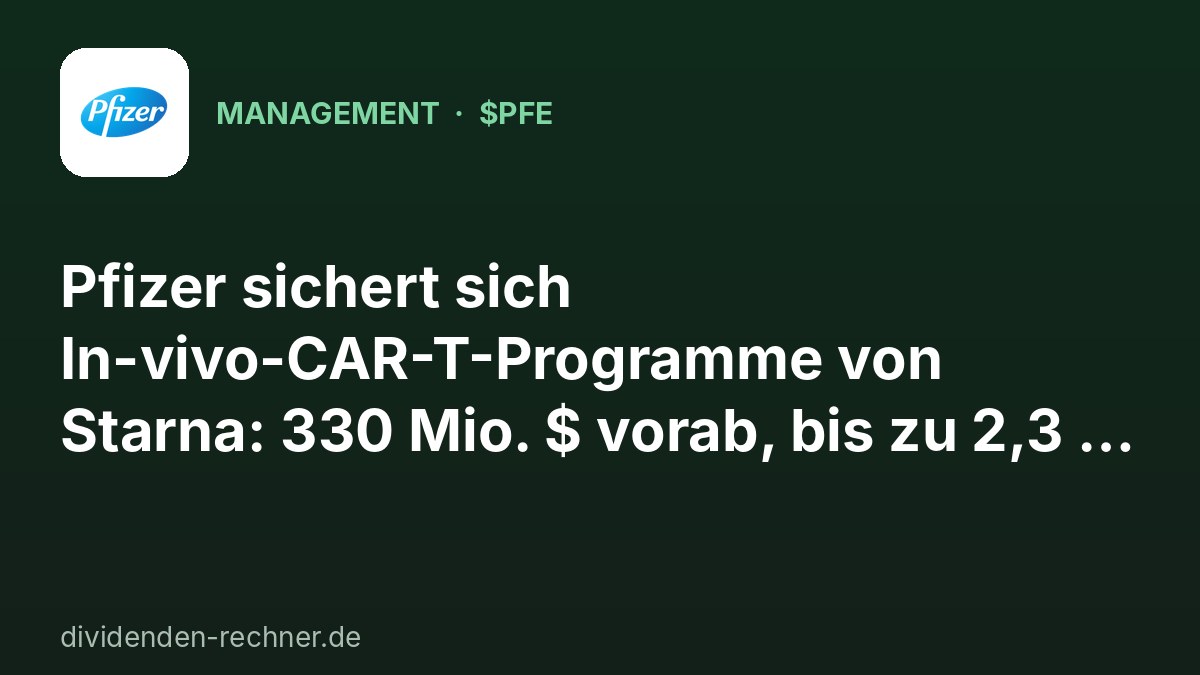 Pfizer
MANAGEMENT · $PFE
Pfizer sichert sich
In-vivo-CAR-T-Programme von
Starna: 330 Mio. $ vorab, bis zu 2,3 …
dividenden-rechner.de